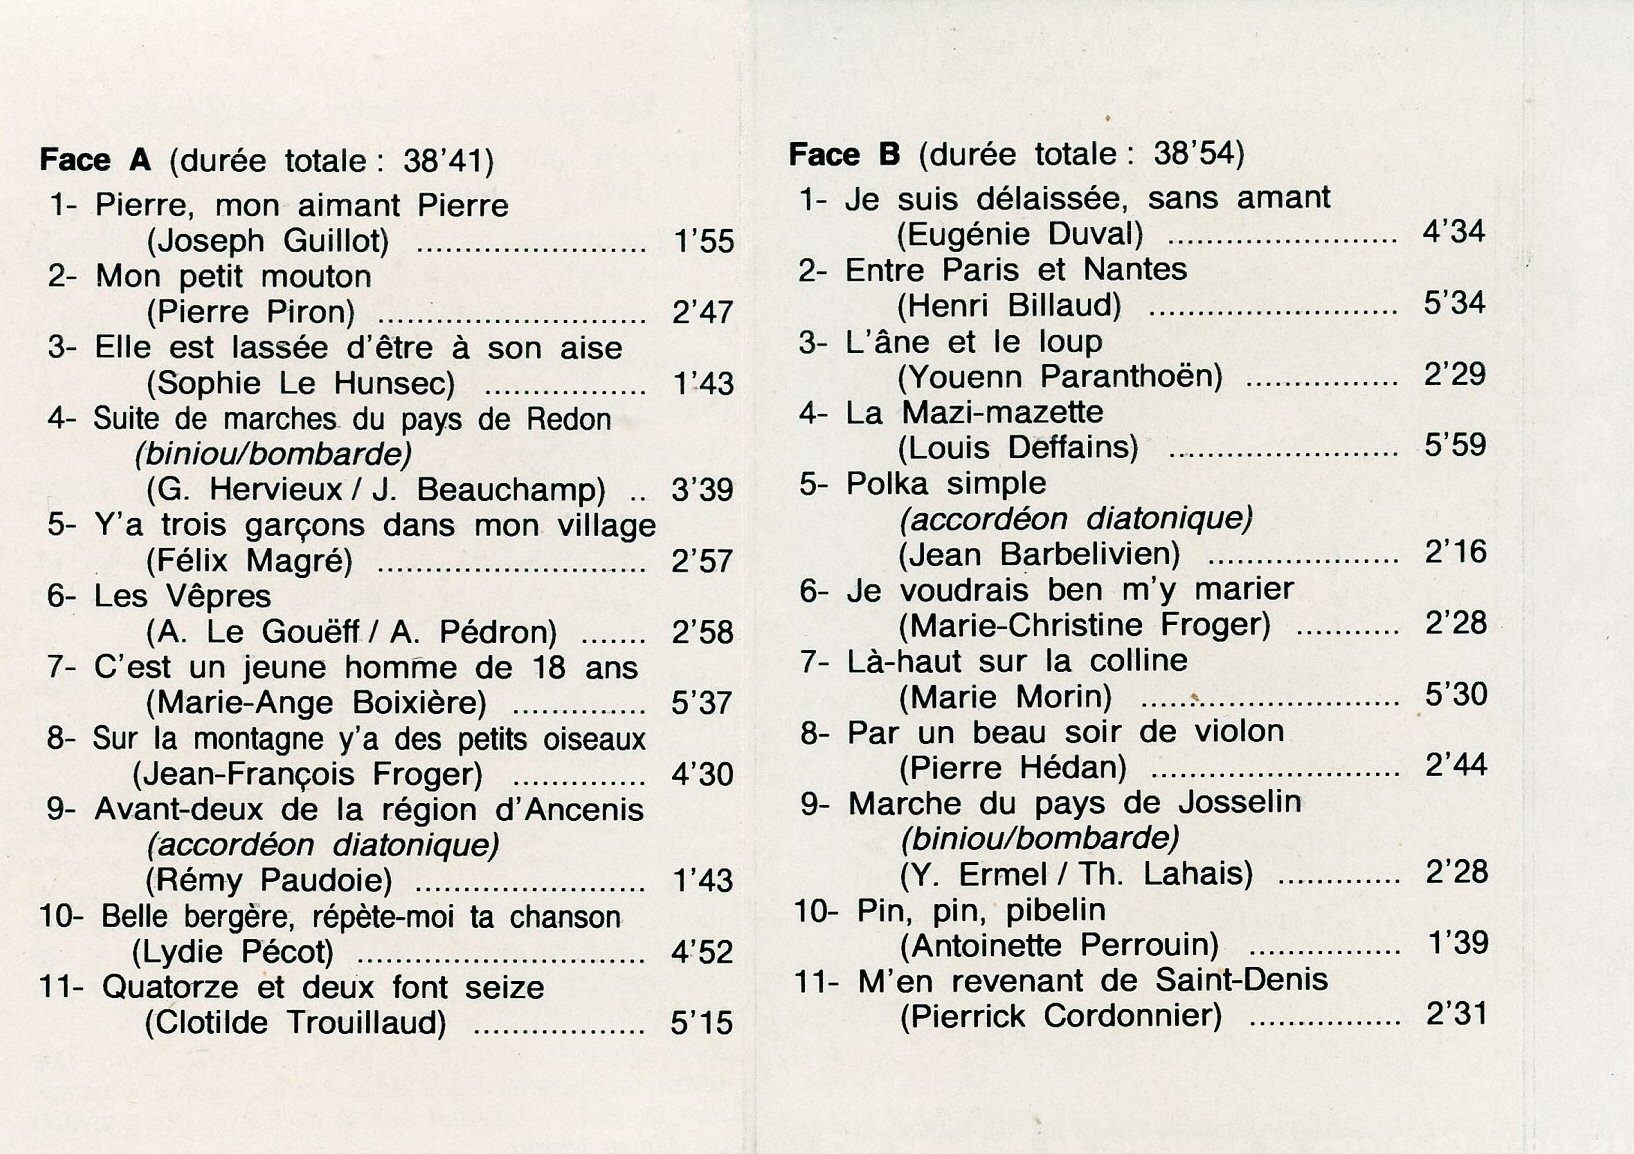 Face A (durée totale : 38'41)
1- Pierre, mon aimant Pierre
(Joseph Guillot) ........................ 1'55
2- Mon petit mouton
(Pierre Piron) ............................ 2'47
3- Elle est lassée d'être à son aise
(Sophie Le Hunsec) ................. 1'43
4- Suite de marches du pays de Redon
(biniou/bombarde)
(G. Hervieux / J. Beauchamp) .. 3'39
5- Y'a trois garçons dans mon village
(Félix Magré) ............................ 2'57
6- Les Vêpres
(A. Le Gouëff / A. Pédron) ....... 2'58
7- C'est un jeune homme de 18 ans
(Marie-Ange Boixière) .............. 5'37
8- Sur la montagne y'a des petits oiseaux
(Jean-François Froger) .............. 4'30
9- Avant-deux de la région d'Ancenis
(accordéon diatonique)
(Rémy Paudoie) ........................ 1'43
10- Belle bergère, répète-moi ta chanson
(Lydie Pécot) .............................. 4'52
11- Quatorze et deux font seize
(Clotilde Trouillaud) .................. 5'15
Face B (durée totale : 38'54)
1- Je suis délaissée, sans amant
(Eugénie Duval) ........................ 4'34
2- Entre Paris et Nantes
(Henri Billaud) .......................... 5'34
3- L'âne et le loup
(Youenn Paranthoën) ................ 2'29
4- La Mazi-mazette
(Louis Deffains) ........................ 5'59
5- Polka simple
(accordéon diatonique)
(Jean Barbelivien) .................... 2'16
6- Je voudrais ben m'y marier
(Marie-Christine Froger) ........... 2'28
7- Là-haut sur la colline
(Marie Morin) ........................... 5'30
8- Par un beau soir de violon
(Pierre Hédan) .......................... 2'44
9- Marche du pays de Josselin
(biniou/bombarde)
(Y. Ermel / Th. Lahais) ............. 2'28
10- Pin, pin, pibelin
(Antoinette Perrouin) ................ 1'39
11- M'en revenant de Saint-Denis
(Pierrick Cordonnier) ................ 2'31